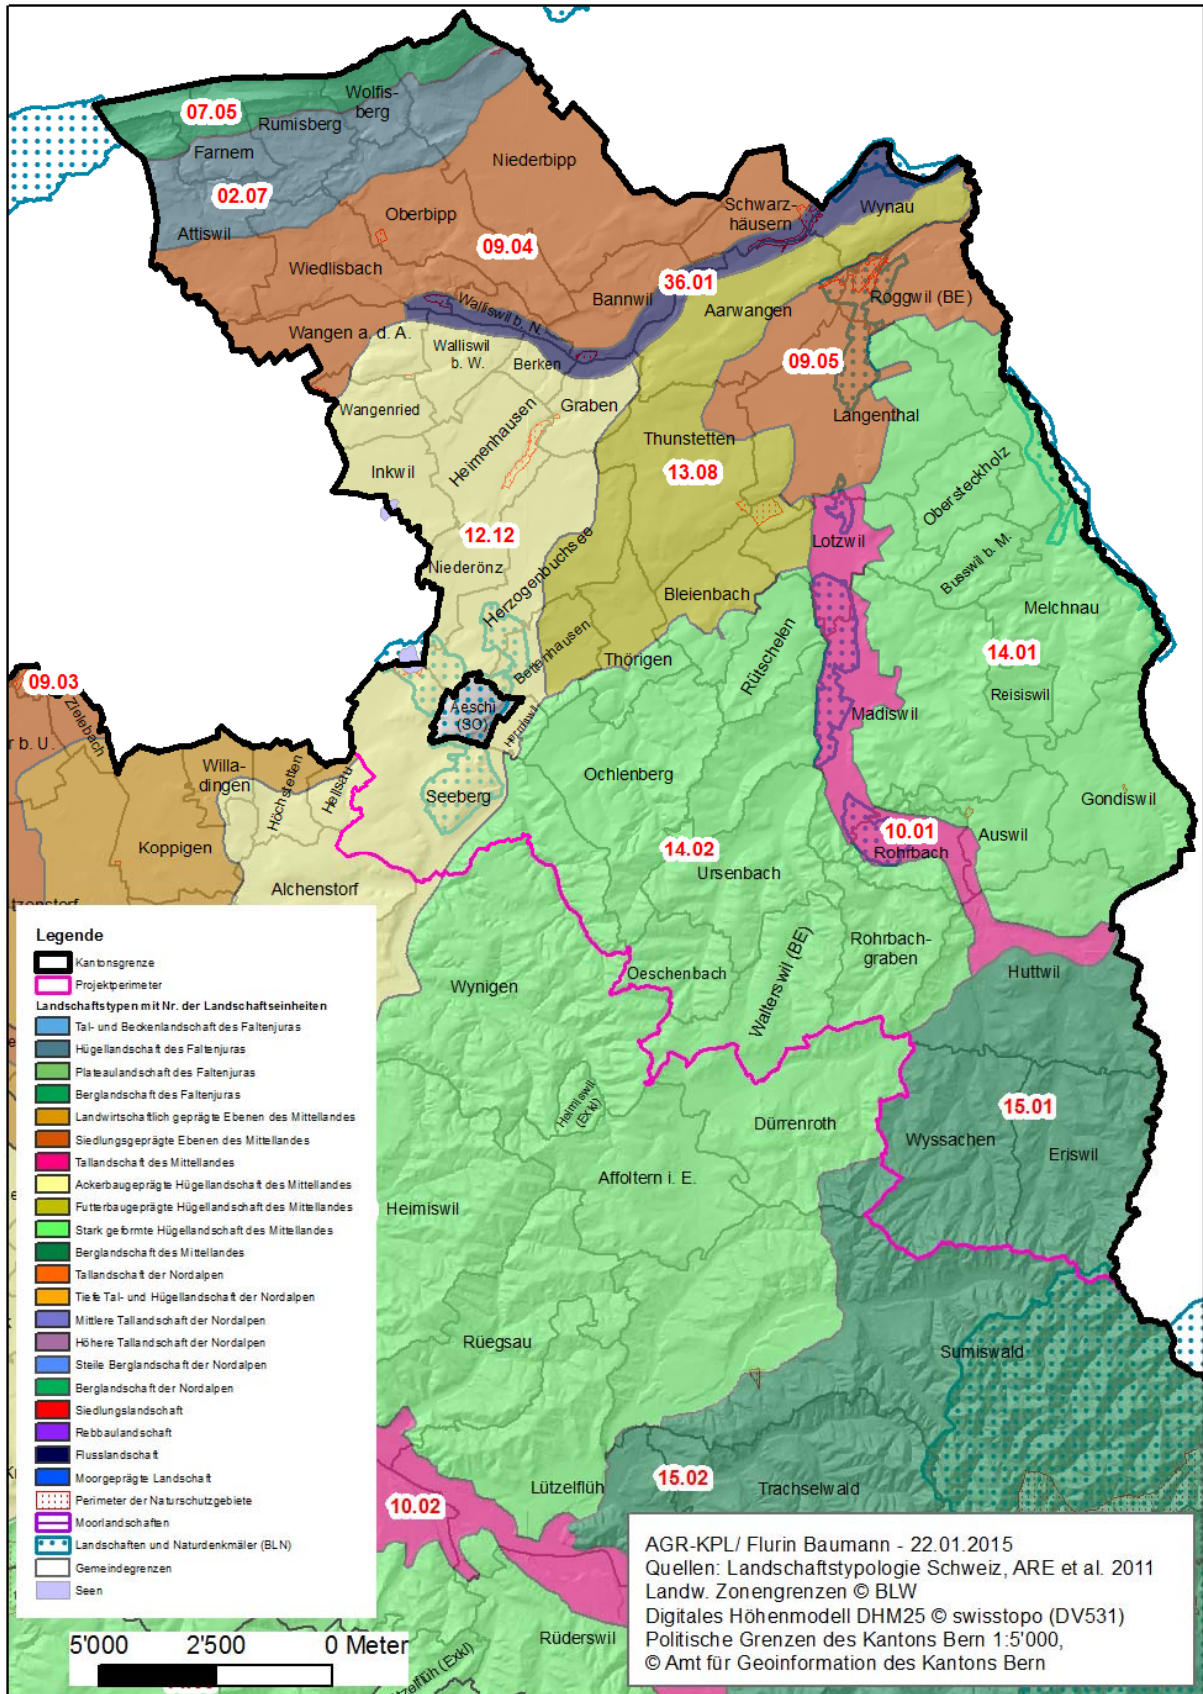 Wolfis-
berg
07.05
Rumisberg
Farnern
Niederbipp
02.07
Schwarz-
häusern
Wynau
Oberbipp
Attiswil
09.04
Wiedlisbach
36.01
Bannwil
Roggwil (BE)
Aarwangen
Walliswil b. N.
Wangen a. d. A.
Walliswil
b. W.
Berken
09.05
Graben
Wangenried
Langenthal
Heimenhausen
Thunstetten
Inkwil
13.08
Obersteckholz
12.12
Lotzwil
Herzogenbuchsee
Niederönz
Busswil b. M.
Bleienbach
Melchnau
Bettenhausen
Thörigen
Rütschelen
14.01
09.03
Reisiswil
Zielebach
Aeschi
(SO)
Madiswil
Hermiswil
r b. U.
Willa-
dingen
Höchstetten
Hellsau
Ochlenberg
Seeberg
Gondiswil
10.01
Auswil
Koppigen
14.02
Rohrbach
Ursenbach
Alchenstorf
tzenstorf
Rohrbach-
graben
Walterswil (BE)
Oeschenbach
Wynigen
Huttwil
Heimiswil
(Exkl)
15.01
Dürrenroth
Wyssachen
Eriswil
Affoltern i. E.
Heimiswil
Rüegsau
Sumiswald
15.02
Lützelflüh
Trachselwald
10.02
Rüderswil
tzelflüh (Exkl)
Legende
Kantonsgrenze
Projektperimeter
Landschaftstypen mit Nr. der Landschaftseinheiten
Tal- und Beckenlandschaft des Faltenjuras
Hügellandschaft des Faltenjuras
Plateaulandschaft des Faltenjuras
Berglandschaft des Faltenjuras
Landwirtschaftlich geprägte Ebenen des Mittellandes
Siedlungsgeprägte Ebenen des Mittellandes
Tallandschaft des Mittellandes
Ackerbaugeprägte Hügellandschaft des Mittellandes
Futterbaugeprägte Hügellandschaft des Mittellandes
Stark geformte Hügellandschaft des Mittellandes
Berglandschaft des Mittellandes
Tallandschaft der Nordalpen
Tiefe Tal- und Hügellandschaft der Nordalpen
Mittlere Tallandschaft der Nordalpen
Höhere Tallandschaft der Nordalpen
Steile Berglandschaft der Nordalpen
Berglandschaft der Nordalpen
Siedlungslandschaft
Rebbaulandschaft
Flusslandschaft
Moorgeprägte Landschaft
Perimeter der Naturschutzgebiete
Moorlandschaften
Landschaften und Naturdenkmäler (BLN)
Gemeindegrenzen
Seen
5'000 2'500 0 Meter
AGR-KPL/ Flurin Baumann - 22.01.2015
Quellen: Landschaftstypologie Schweiz, ARE et al. 2011
Landw. Zonengrenzen © BLW
Digitales Höhenmodell DHM25 © swisstopo (DV531)
Politische Grenzen des Kantons Bern 1:5'000,
© Amt für Geoinformation des Kantons Bern